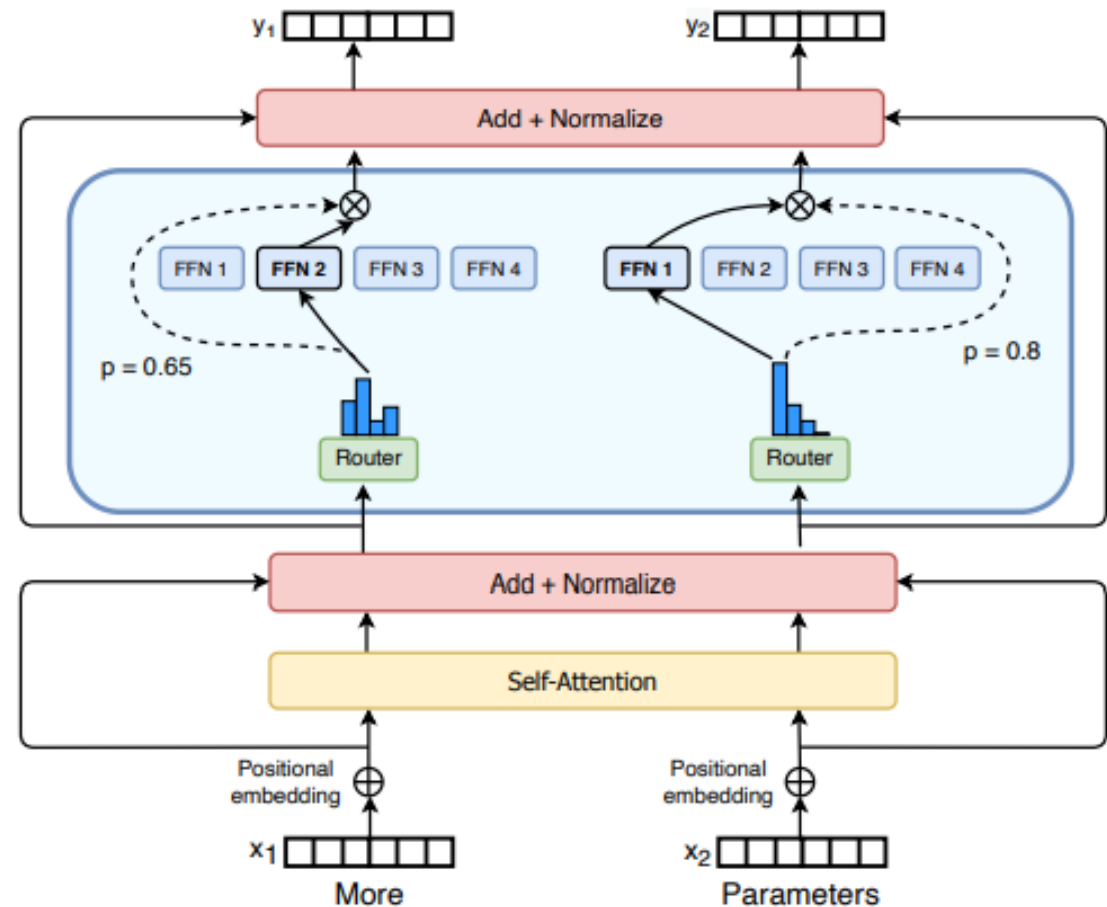 y1 y2
Add + Normalize
FFN 1 FFN 2 FFN 3 FFN 4 FFN 1 FFN 2 FFN 3 FFN 4
p = 0.65 p = 0.8
Router Router
Add + Normalize
Self-Attention
Positional Positional
embedding embedding
x1 x2
More Parameters